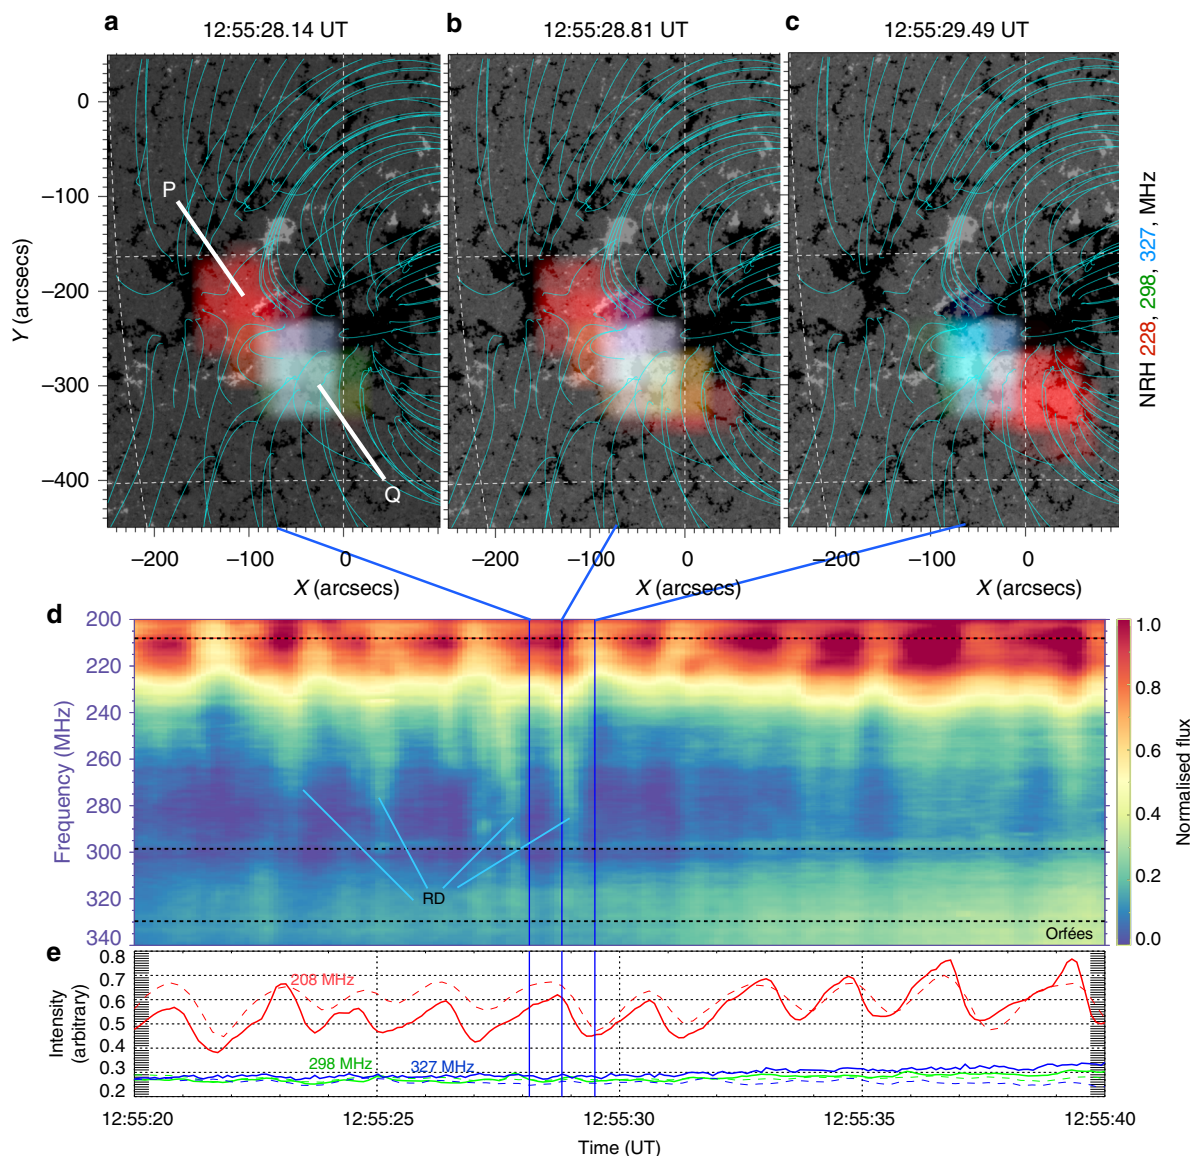 a
12:55:28.14 UT
b
12:55:28.81 UT
c
12:55:29.49 UT
0
−100
−200
−300
−400
Y (arcsecs)
P
Q
NRH 228, 298, 327, MHz
−200
−100
0
−200
−100
0
−200
−100
0
X (arcsecs)
X (arcsecs)
X (arcsecs)
d
200
220
240
260
280
300
320
340
Frequency (MHz)
RD
Orfées
1.0
0.8
0.6
0.4
0.2
0.0
Normalised flux
e
0.8
0.7
0.6
0.5
0.4
0.3
0.2
Intensity
(arbitrary)
208 MHz
298 MHz
327 MHz
12:55:20
12:55:25
12:55:30
12:55:35
12:55:40
Time (UT)